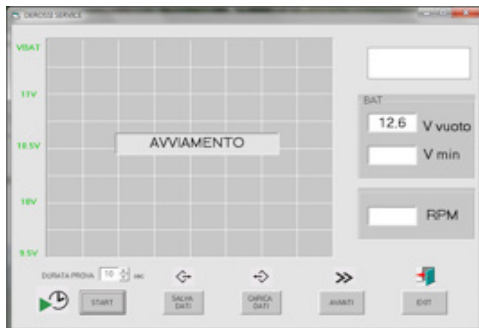 DEROSSI SERVICE
VBAT
11V
10.5V
10V
9.5V
AVVIAMENTO
BAT
12,6 V vuoto
V min
RPM
DURATA PROVA 10 sec
START
SALVA DATI
CARICA DATI
AVANTI
EXIT